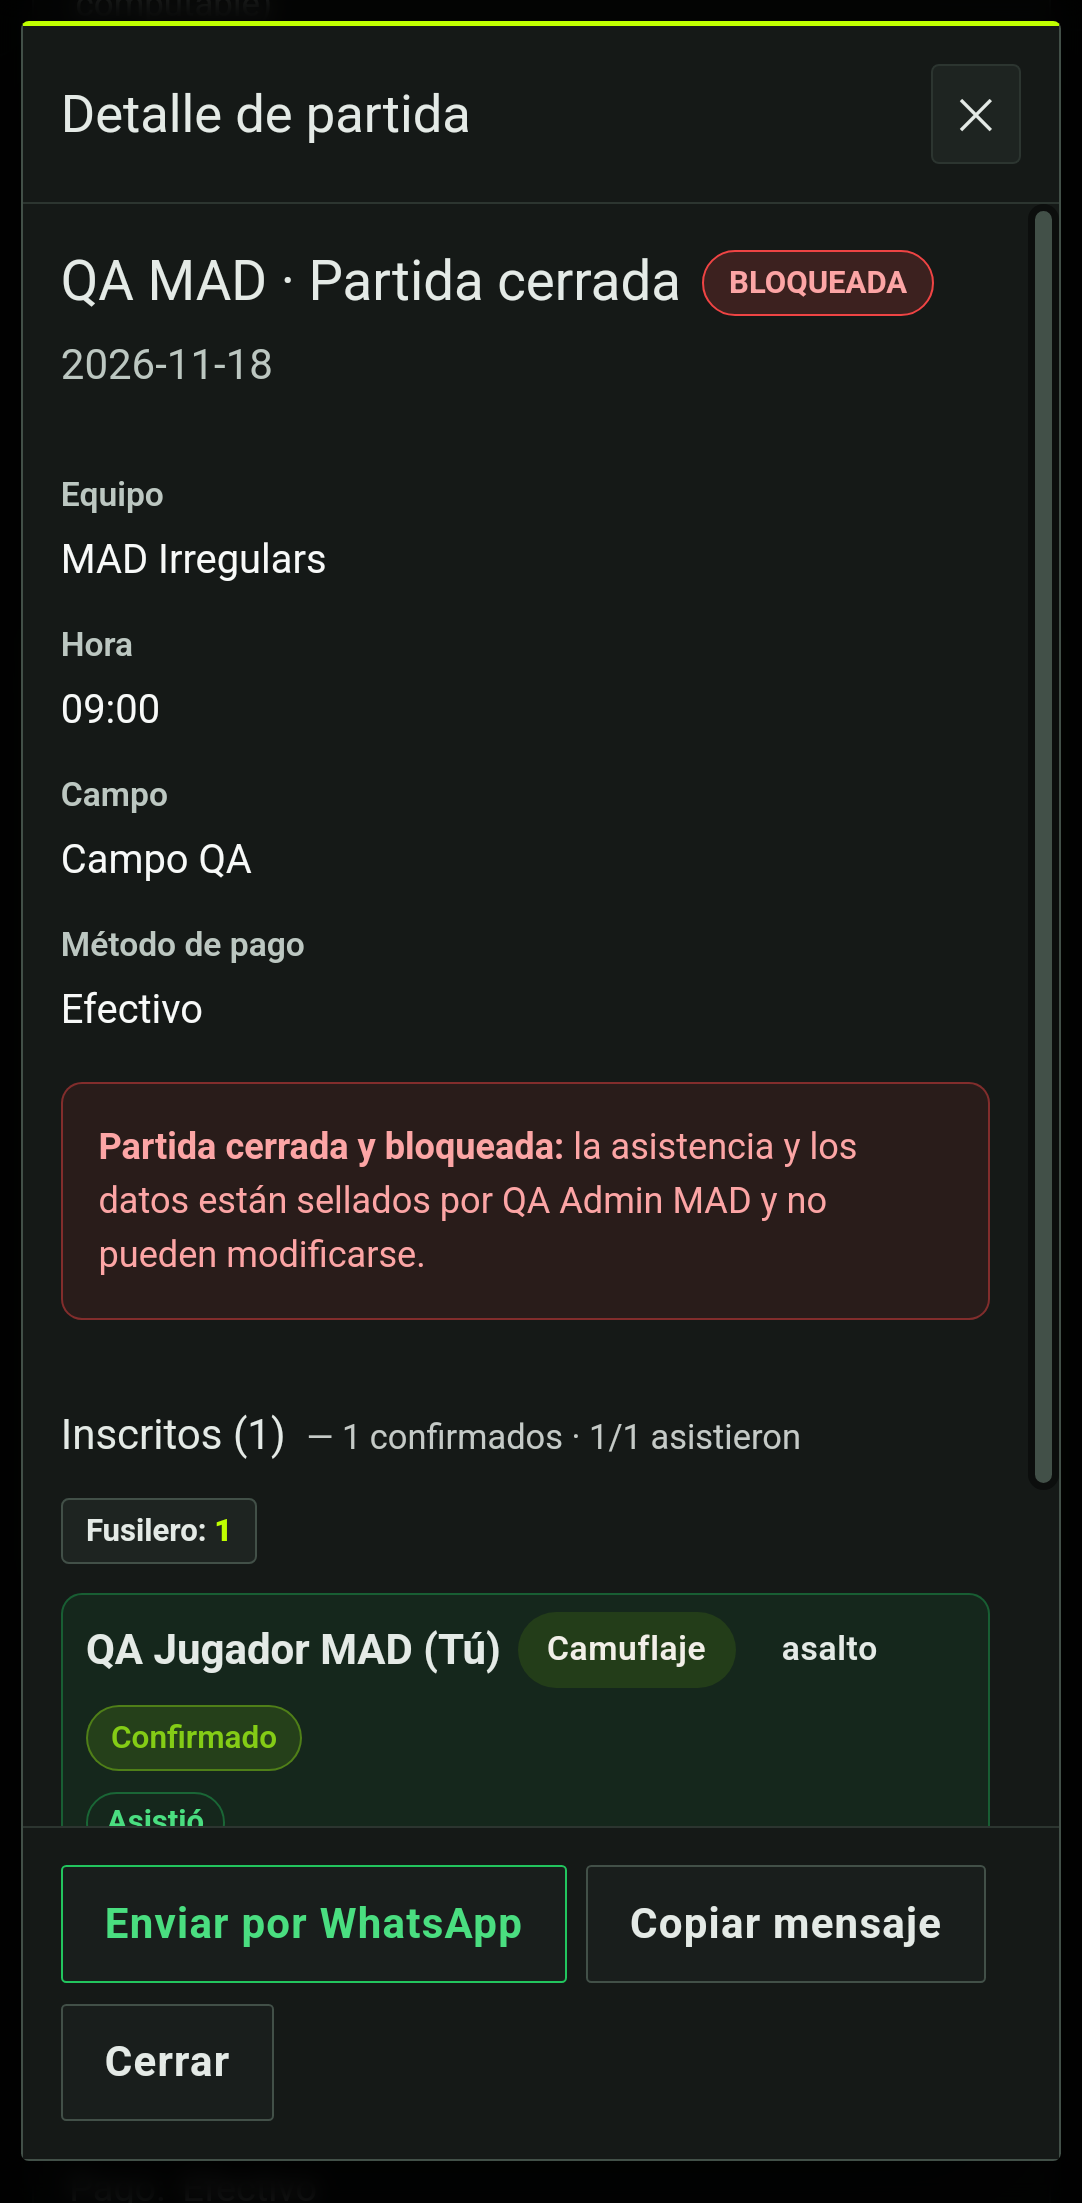 Detalle de partida
QA MAD · Partida cerrada BLOQUEADA
2026-11-18
Equipo
MAD Irregulars
Hora
09:00
Campo
Campo QA
Método de pago
Efectivo
Partida cerrada y bloqueada: la asistencia y los
datos están sellados por QA Admin MAD y no
pueden modificarse.
Inscritos (1) — 1 confirmados · 1/1 asistieron
Fusilero: 1
QA Jugador MAD (Tú) Camuflaje asalto
Confirmado
Asistió
Enviar por WhatsApp Copiar mensaje
Cerrar